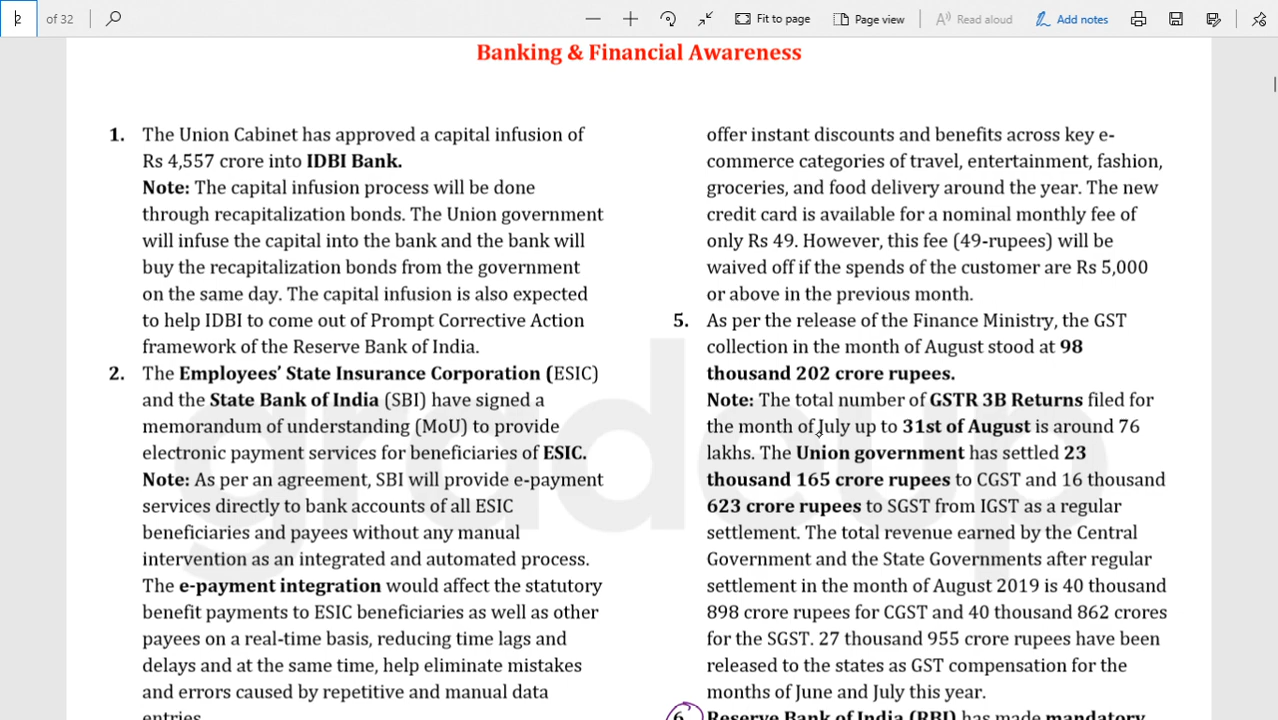 2 of 32 Fit to page Page view Read aloud Add notes
Banking & Financial Awareness
1. The Union Cabinet has approved a capital infusion of
Rs 4,557 crore into IDBI Bank.
Note: The capital infusion process will be done
through recapitalization bonds. The Union government
will infuse the capital into the bank and the bank will
buy the recapitalization bonds from the government
on the same day. The capital infusion is also expected
to help IDBI to come out of Prompt Corrective Action
framework of the Reserve Bank of India.
2. The Employees’ State Insurance Corporation (ESIC)
and the State Bank of India (SBI) have signed a
memorandum of understanding (MoU) to provide
electronic payment services for beneficiaries of ESIC.
Note: As per an agreement, SBI will provide e-payment
services directly to bank accounts of all ESIC
beneficiaries and payees without any manual
intervention as an integrated and automated process.
The e-payment integration would affect the statutory
benefit payments to ESIC beneficiaries as well as other
payees on a real-time basis, reducing time lags and
delays and at the same time, help eliminate mistakes
and errors caused by repetitive and manual data
entries.
offer instant discounts and benefits across key e-
commerce categories of travel, entertainment, fashion,
groceries, and food delivery around the year. The new
credit card is available for a nominal monthly fee of
only Rs 49. However, this fee (49-rupees) will be
waived off if the spends of the customer are Rs 5,000
or above in the previous month.
5. As per the release of the Finance Ministry, the GST
collection in the month of August stood at 98
thousand 202 crore rupees.
Note: The total number of GSTR 3B Returns filed for
the month of July up to 31st of August is around 76
lakhs. The Union government has settled 23
thousand 165 crore rupees to CGST and 16 thousand
623 crore rupees to SGST from IGST as a regular
settlement. The total revenue earned by the Central
Government and the State Governments after regular
settlement in the month of August 2019 is 40 thousand
898 crore rupees for CGST and 40 thousand 862 crores
for the SGST. 27 thousand 955 crore rupees have been
released to the states as GST compensation for the
months of June and July this year.
6. Reserve Bank of India (RBI) has made mandatory
gradeup